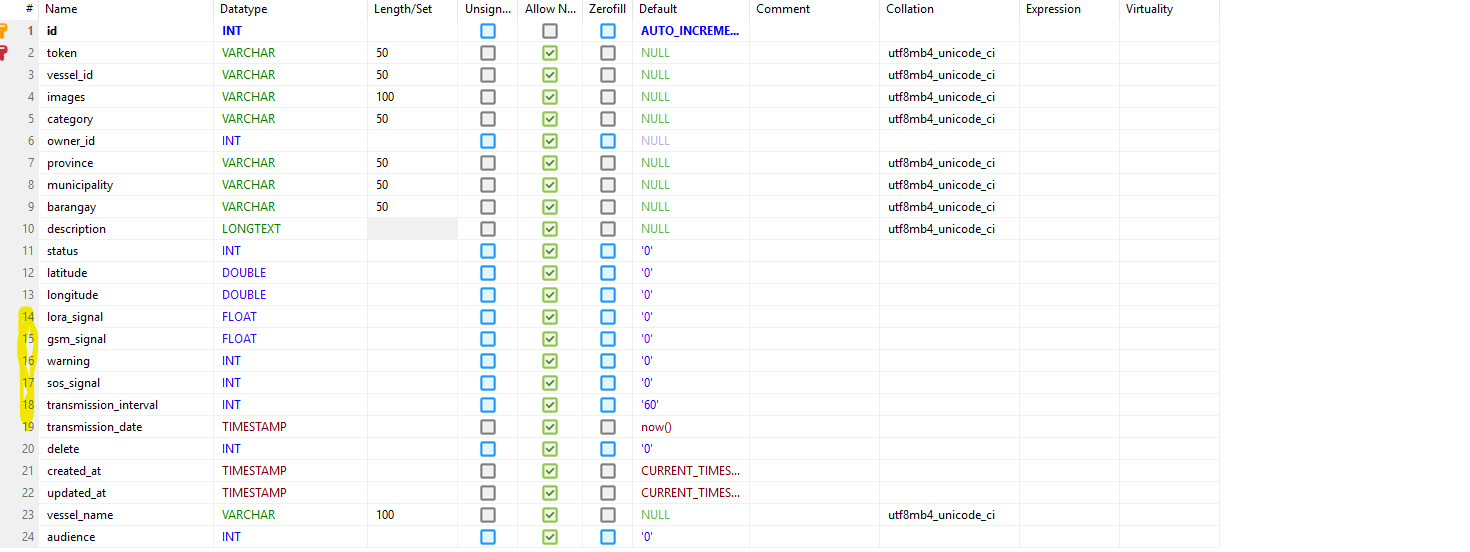 # Name Datatype Length/Set Unsign... Allow N... Zerofill Default Comment Collation Expression Virtuality
1 id INT AUTO_INCREME...
2 token VARCHAR 50 NULL utf8mb4_unicode_ci
3 vessel_id VARCHAR 50 NULL utf8mb4_unicode_ci
4 images VARCHAR 100 NULL utf8mb4_unicode_ci
5 category VARCHAR 50 NULL utf8mb4_unicode_ci
6 owner_id INT NULL
7 province VARCHAR 50 NULL utf8mb4_unicode_ci
8 municipality VARCHAR 50 NULL utf8mb4_unicode_ci
9 barangay VARCHAR 50 NULL utf8mb4_unicode_ci
10 description LONGTEXT NULL utf8mb4_unicode_ci
11 status INT '0'
12 latitude DOUBLE '0'
13 longitude DOUBLE '0'
14 lora_signal FLOAT '0'
15 gsm_signal FLOAT '0'
16 warning INT '0'
17 sos_signal INT '0'
18 transmission_interval INT '60'
19 transmission_date TIMESTAMP now()
20 delete INT '0'
21 created_at TIMESTAMP CURRENT_TIMES...
22 updated_at TIMESTAMP CURRENT_TIMES...
23 vessel_name VARCHAR 100 NULL utf8mb4_unicode_ci
24 audience INT '0'